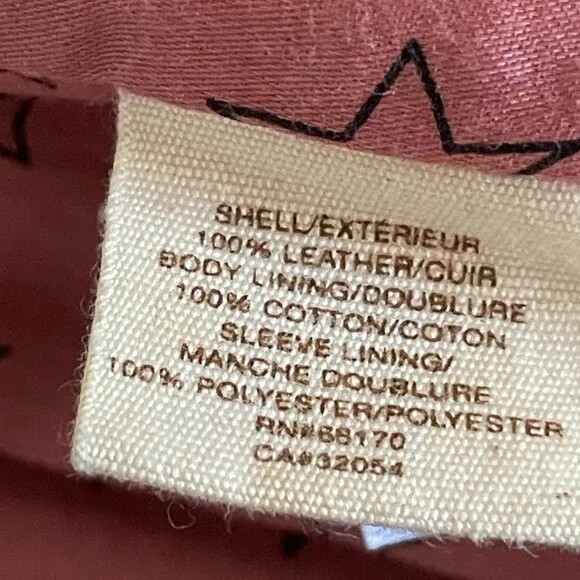 SHELL/EXTÉRIEUR
100% LEATHER/CUIR
BODY LINING/DOUBLURE
100% COTTON/COTON
SLEEVE LINING/
MANCHE DOUBLURE
100% POLYESTER/POLYESTER
RN#68170
CA#32054